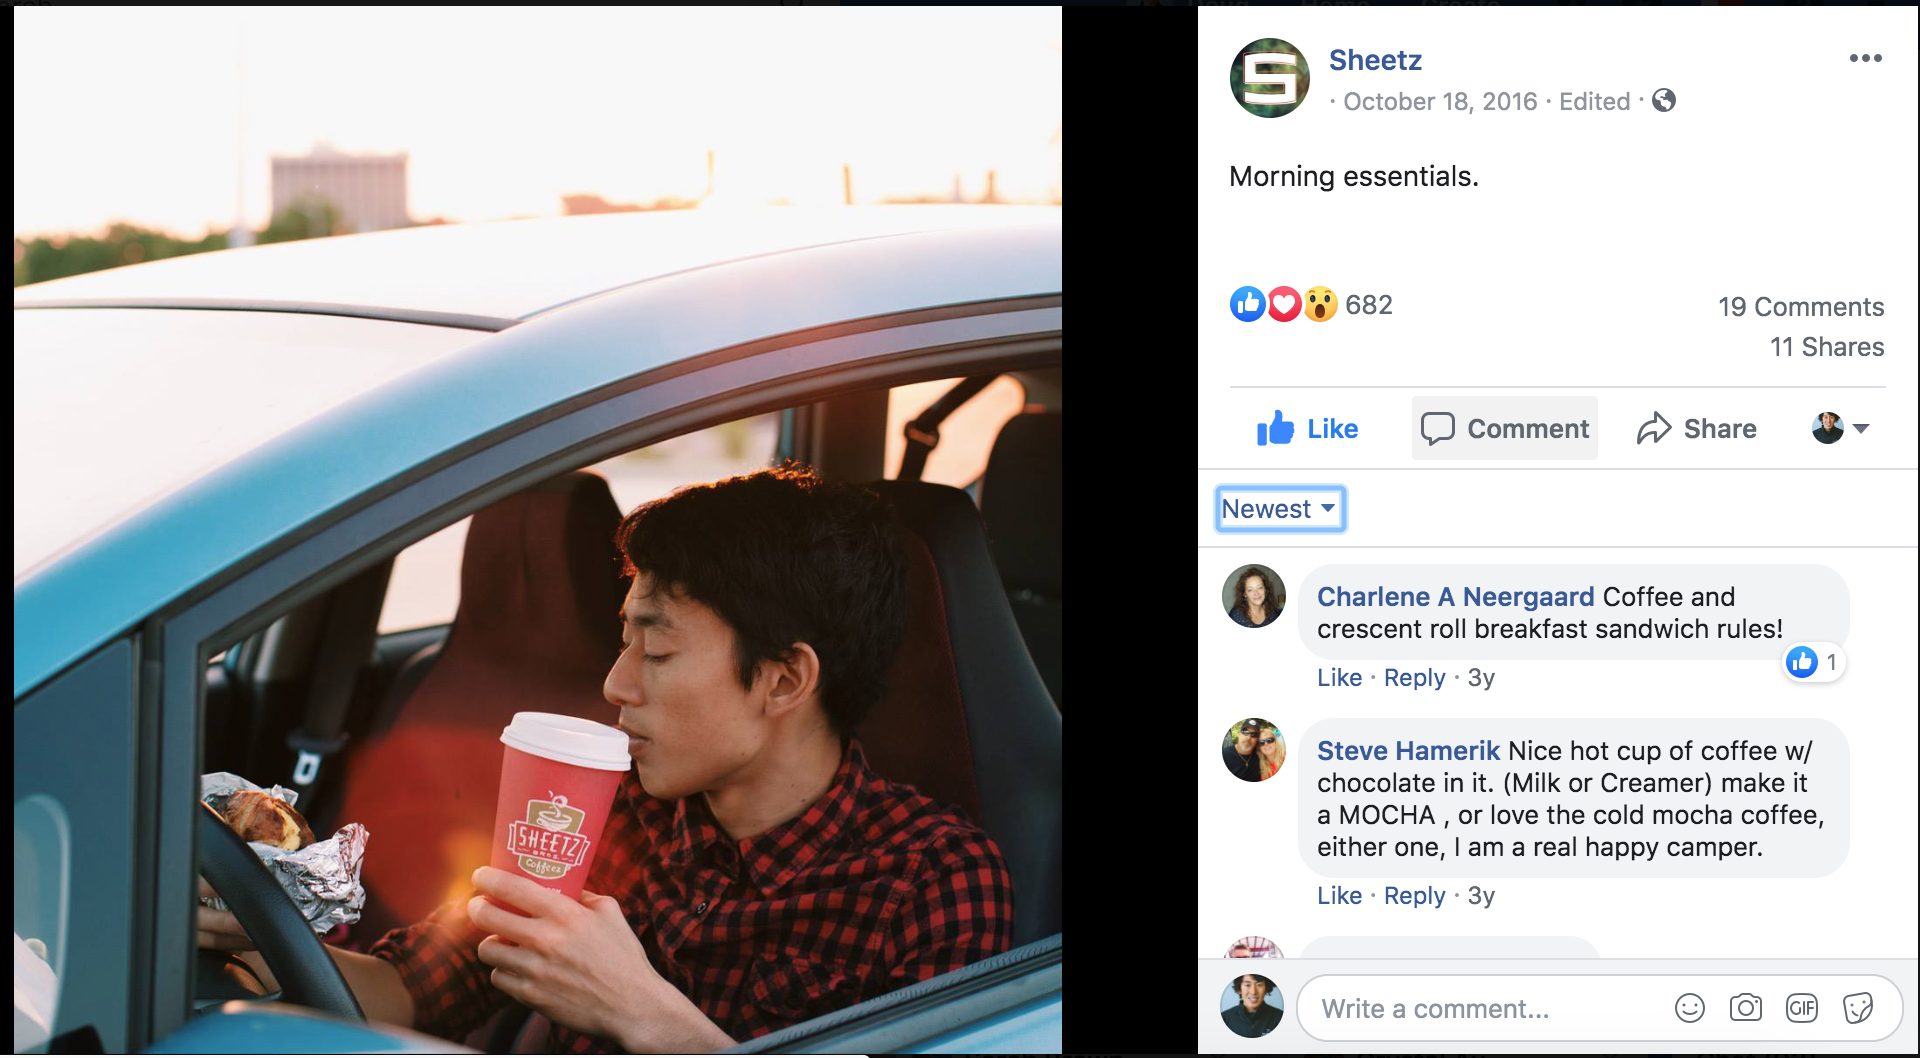 Sheetz
· October 18, 2016 · Edited ·
Morning essentials.
682
19 Comments
11 Shares
Like
Comment
Share
Newest
Charlene A Neergaard Coffee and
crescent roll breakfast sandwich rules!
1
Like · Reply · 3y
Steve Hamerik Nice hot cup of coffee w/
chocolate in it. (Milk or Creamer) make it
a MOCHA , or love the cold mocha coffee,
either one, I am a real happy camper.
Like · Reply · 3y
Write a comment...
GIF
SHEETZ
BROS.
Coffeez
S